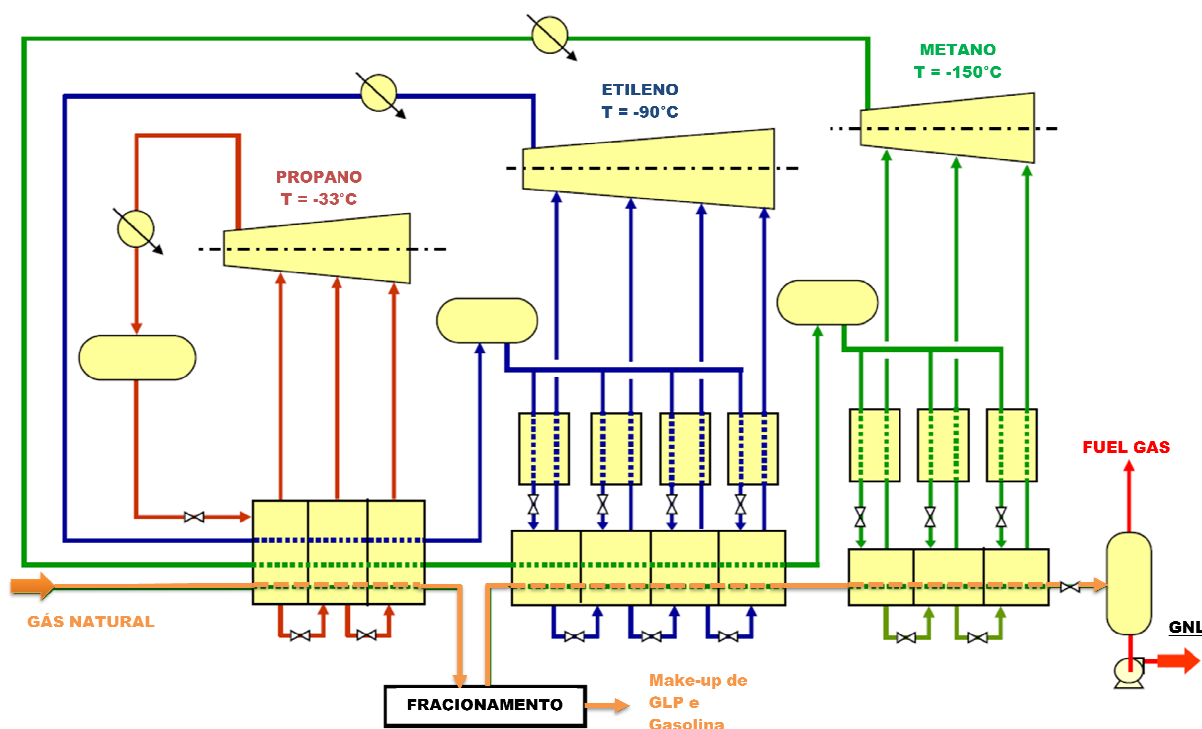 METANO
T = -150°C
ETILENO
T = -90°C
PROPANO
T = -33°C
FUEL GAS
GÁS NATURAL
GNL
FRACIONAMENTO
Make-up de
GLP e
Gasolina